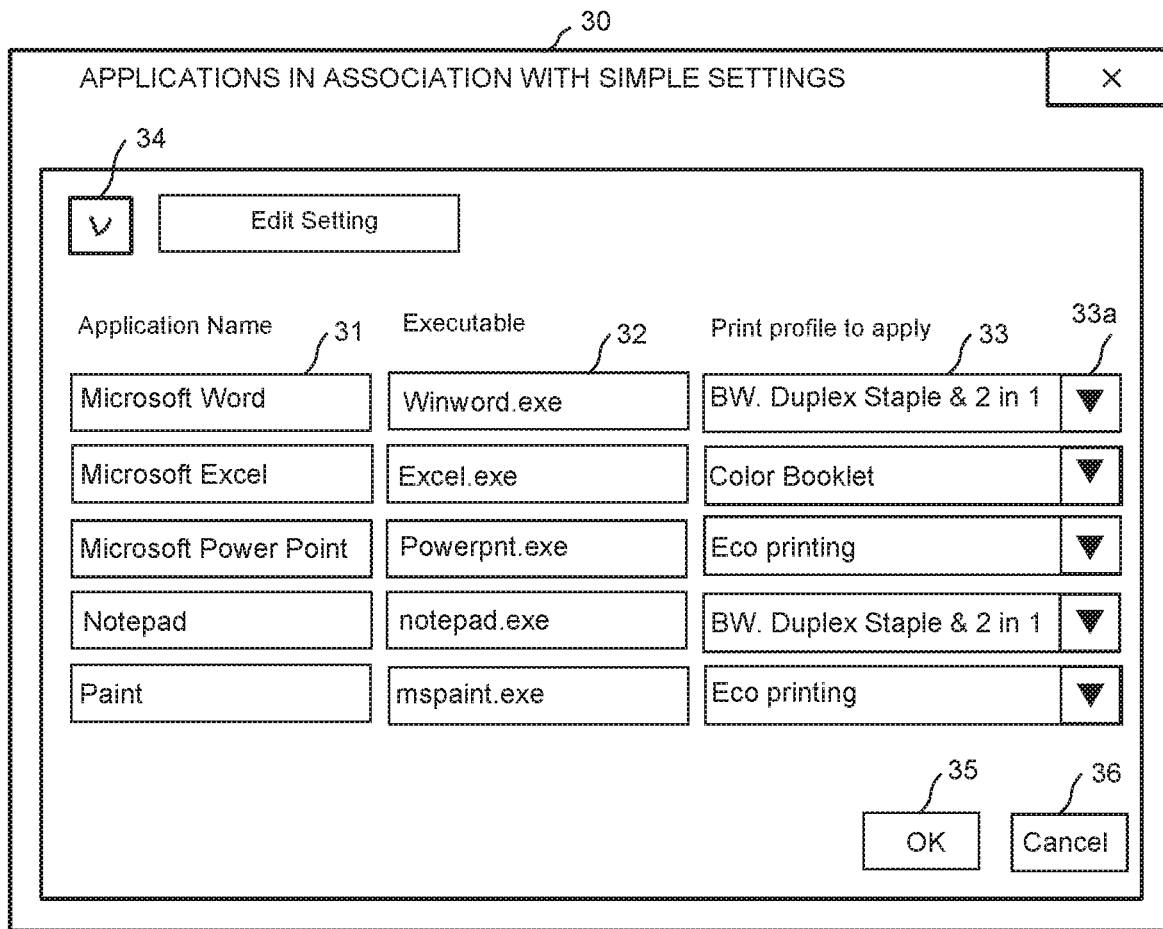 30
APPLICATIONS IN ASSOCIATION WITH SIMPLE SETTINGS ×
34
Edit Setting
Application Name 31 Executable 32 Print profile to apply 33 33a
Microsoft Word Winword.exe BW. Duplex Staple & 2 in 1
Microsoft Excel Excel.exe Color Booklet
Microsoft Power Point Powerpnt.exe Eco printing
Notepad notepad.exe BW. Duplex Staple & 2 in 1
Paint mspaint.exe Eco printing
35 36
OK Cancel